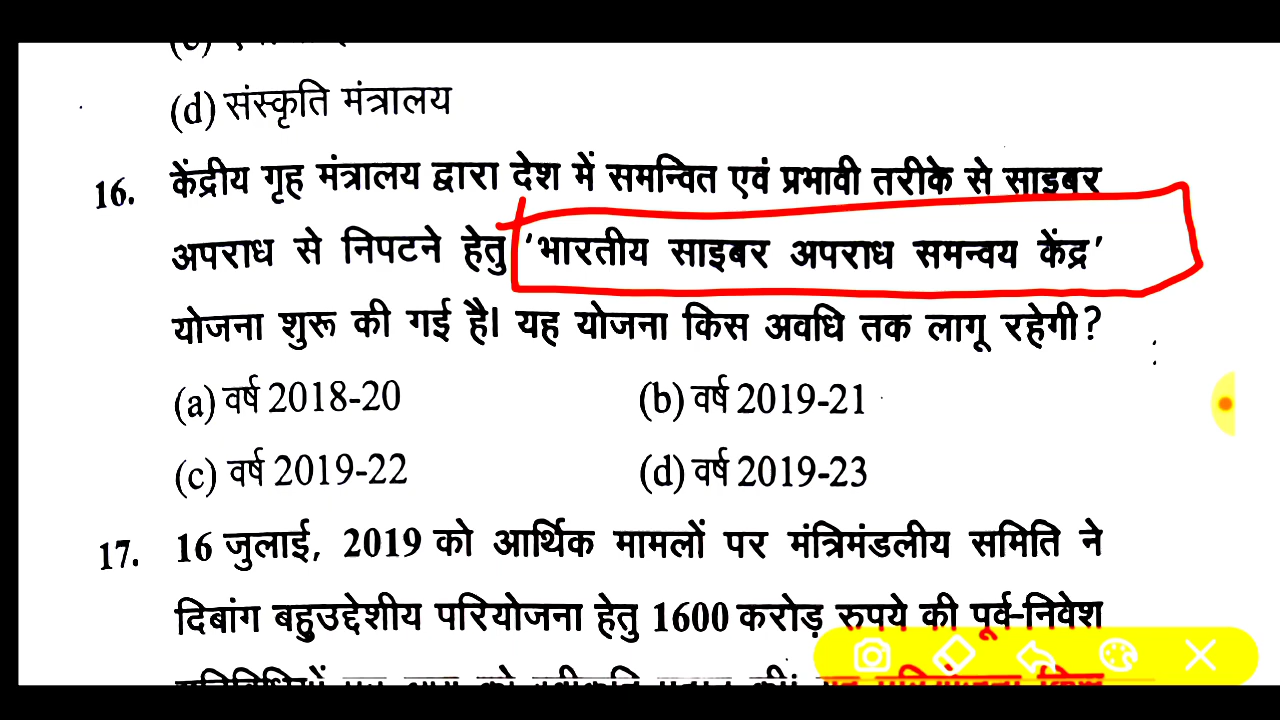 (d) संस्कृति मंत्रालय
16. केंद्रीय गृह मंत्रालय द्वारा देश में समन्वित एवं प्रभावी तरीके से साइबर
अपराध से निपटने हेतु 'भारतीय साइबर अपराध समन्वय केंद्र'
योजना शुरू की गई है। यह योजना किस अवधि तक लागू रहेगी?
(a) वर्ष 2018-20 (b) वर्ष 2019-21
(c) वर्ष 2019-22 (d) वर्ष 2019-23
17. 16 जुलाई, 2019 को आर्थिक मामलों पर मंत्रिमंडलीय समिति ने
दिबांग बहुउद्देशीय परियोजना हेतु 1600 करोड़ रुपये की पूर्व-निवेश